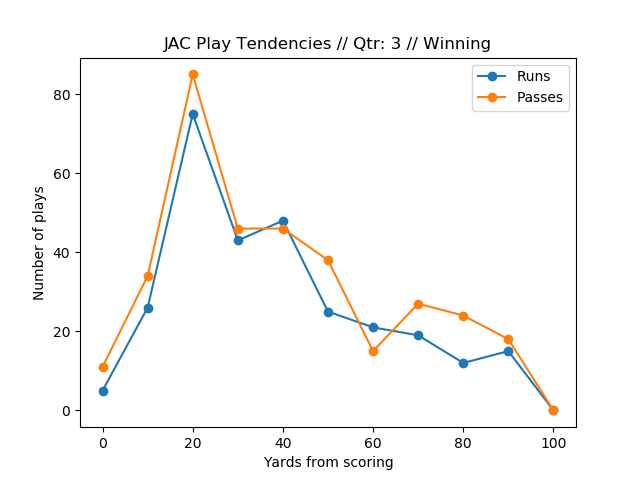 JAC Play Tendencies // Qtr: 3 // Winning
Runs
Passes
Number of plays
80
60
40
20
0
0 20 40 60 80 100
Yards from scoring